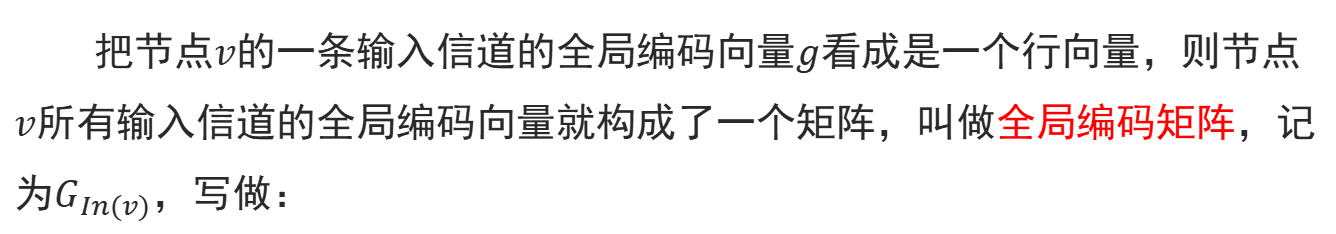 把节点𝑣的一条输入信道的全局编码向量𝑔看成是一个行向量，则节点
𝑣所有输入信道的全局编码向量就构成了一个矩阵，叫做全局编码矩阵，记
为𝐺𝐼𝑛(𝑣)，写做：